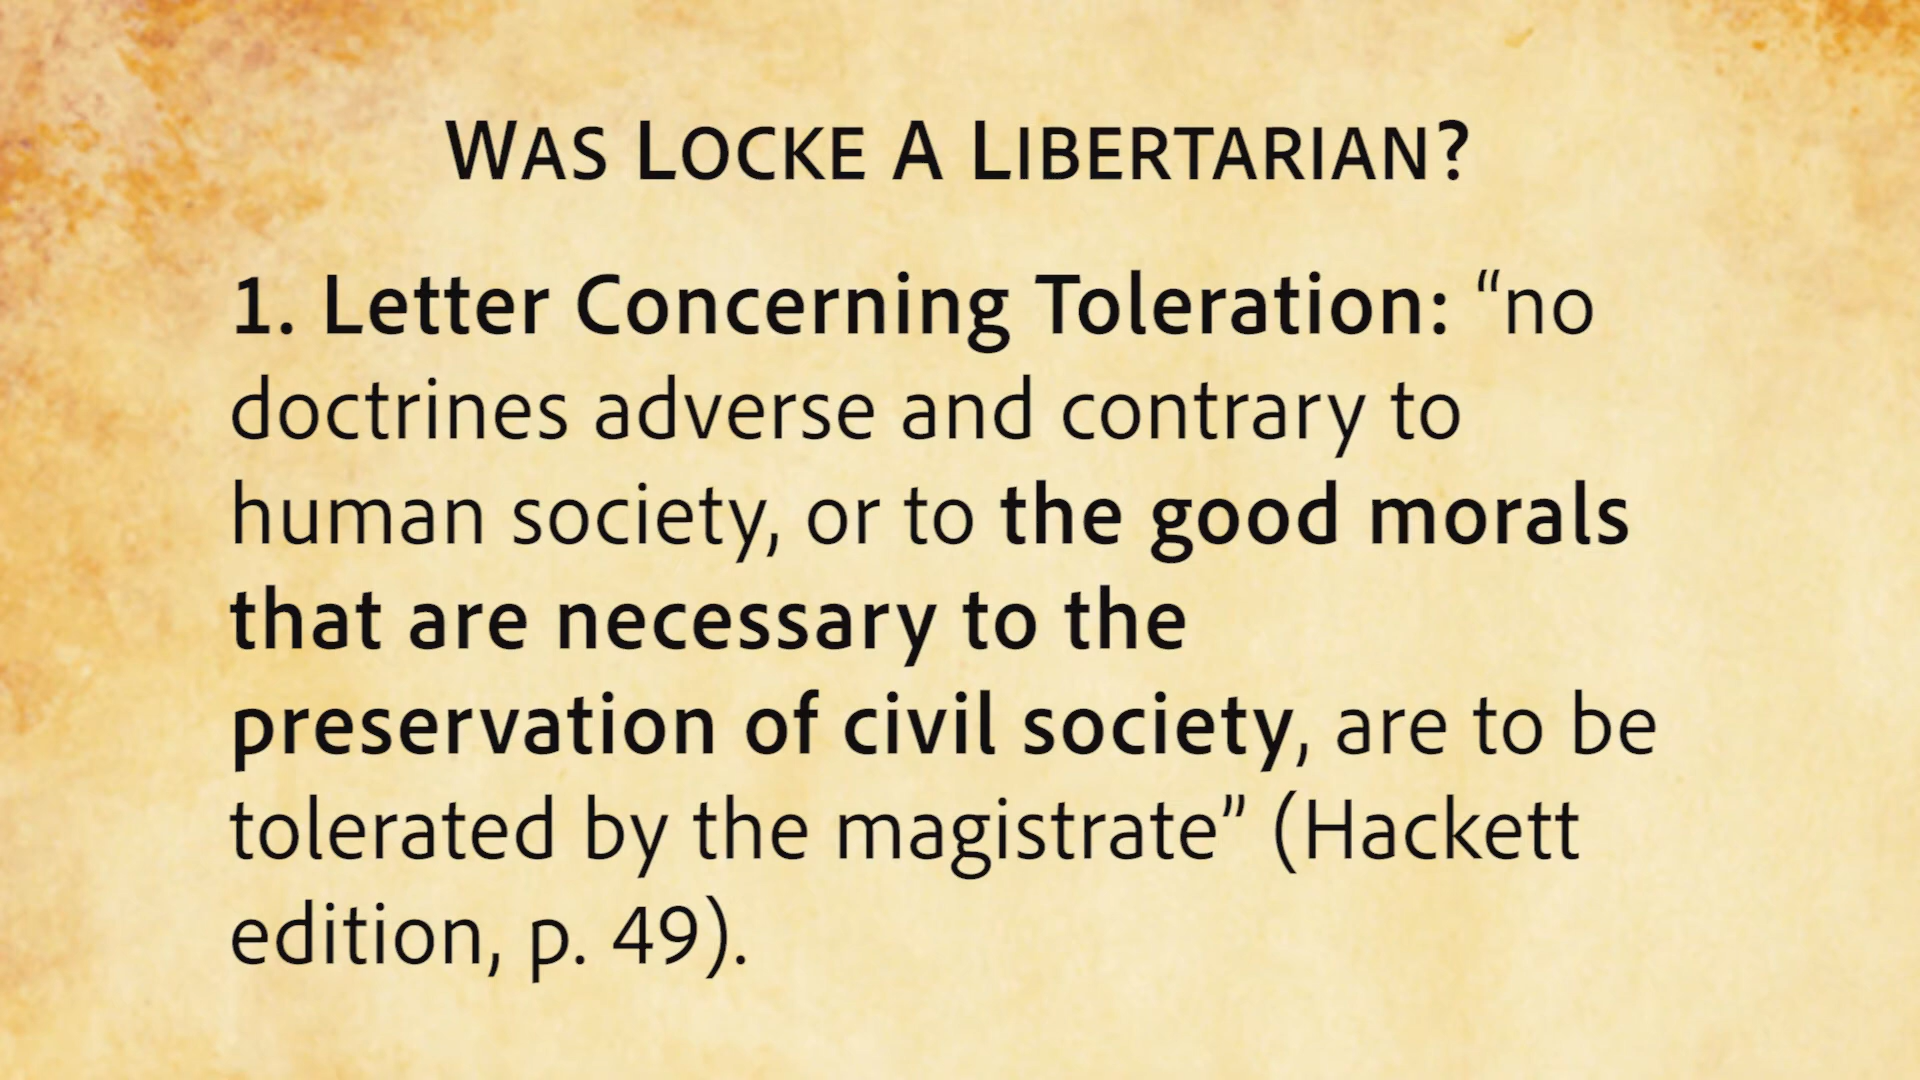 WAS LOCKE A LIBERTARIAN?
1. Letter Concerning Toleration: “no
doctrines adverse and contrary to
human society, or to the good morals
that are necessary to the
preservation of civil society, are to be
tolerated by the magistrate” (Hackett
edition, p. 49).